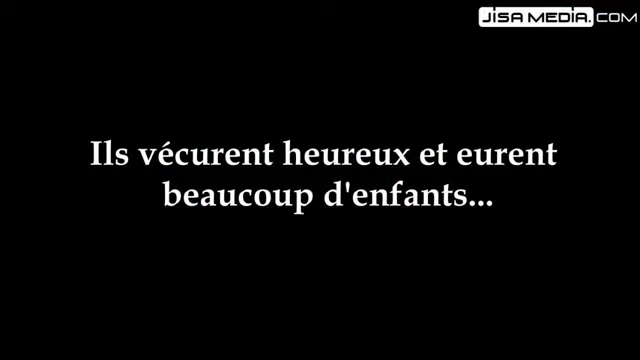 JISA MEDIA.COM
Ils vécurent heureux et eurent
beaucoup d'enfants...